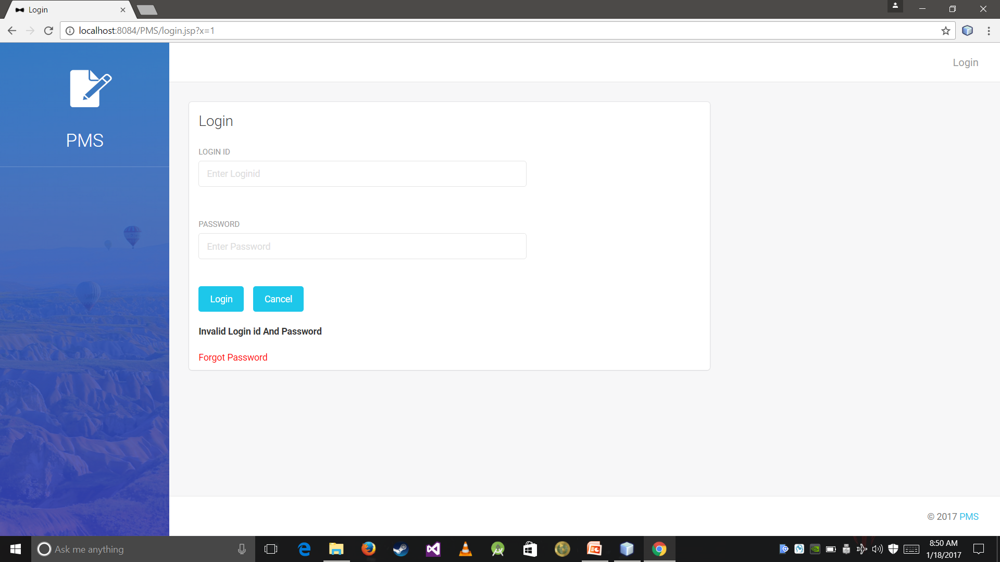 Login
localhost:8084/PMS/login.jsp?x=1
PMS
Login
Login
LOGIN ID
Enter Loginid
PASSWORD
Enter Password
Login Cancel
Invalid Login id And Password
Forgot Password
© 2017 PMS
Ask me anything
8:50 AM
1/18/2017